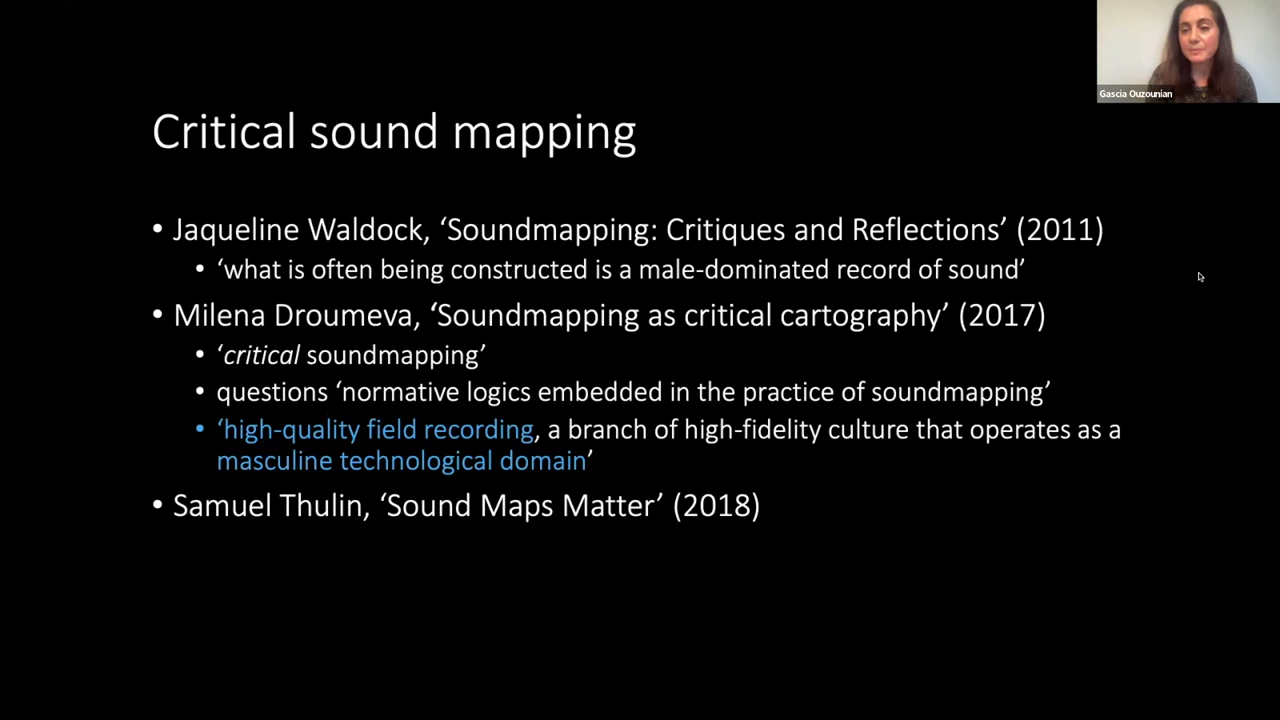 Gascia Ouzounian
Critical sound mapping
• Jaqueline Waldock, ‘Soundmapping: Critiques and Reflections’ (2011)
• ‘what is often being constructed is a male-dominated record of sound’
• Milena Droumeva, ‘Soundmapping as critical cartography’ (2017)
• ‘critical soundmapping’
• questions ‘normative logics embedded in the practice of soundmapping’
• ‘high-quality field recording, a branch of high-fidelity culture that operates as a
masculine technological domain’
• Samuel Thulin, ‘Sound Maps Matter’ (2018)